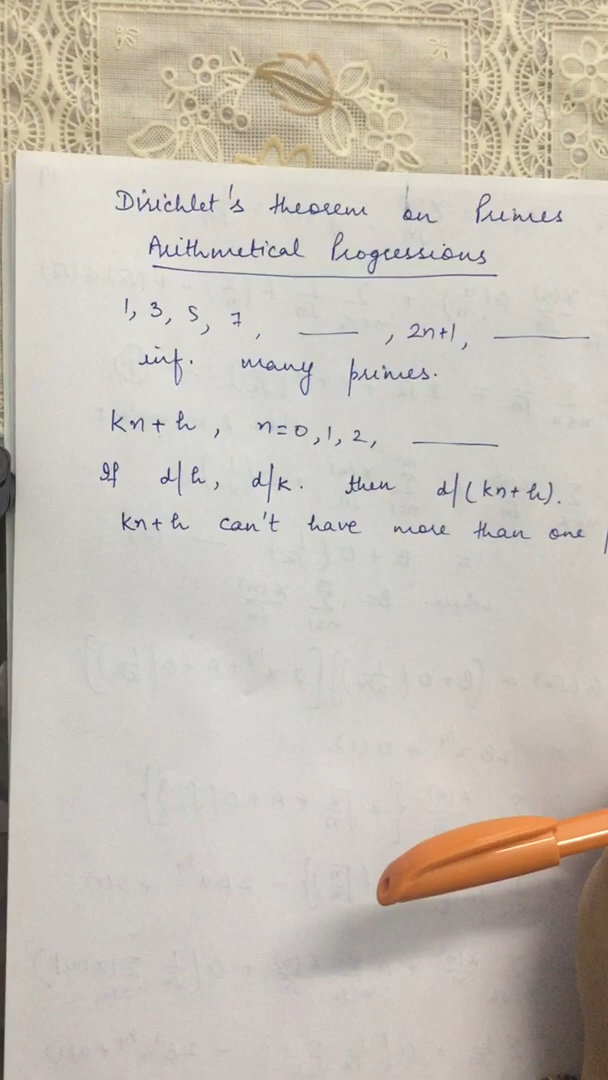 Dirichlet's theorem on Primes
Arithmetical Progressions
1, 3, 5, 7, ___ , 2n+1, ___
inf. many primes.
kn+h, n=0,1,2, ___
If d/h, d/k. then d/(kn+h).
kn+h can't have more than one